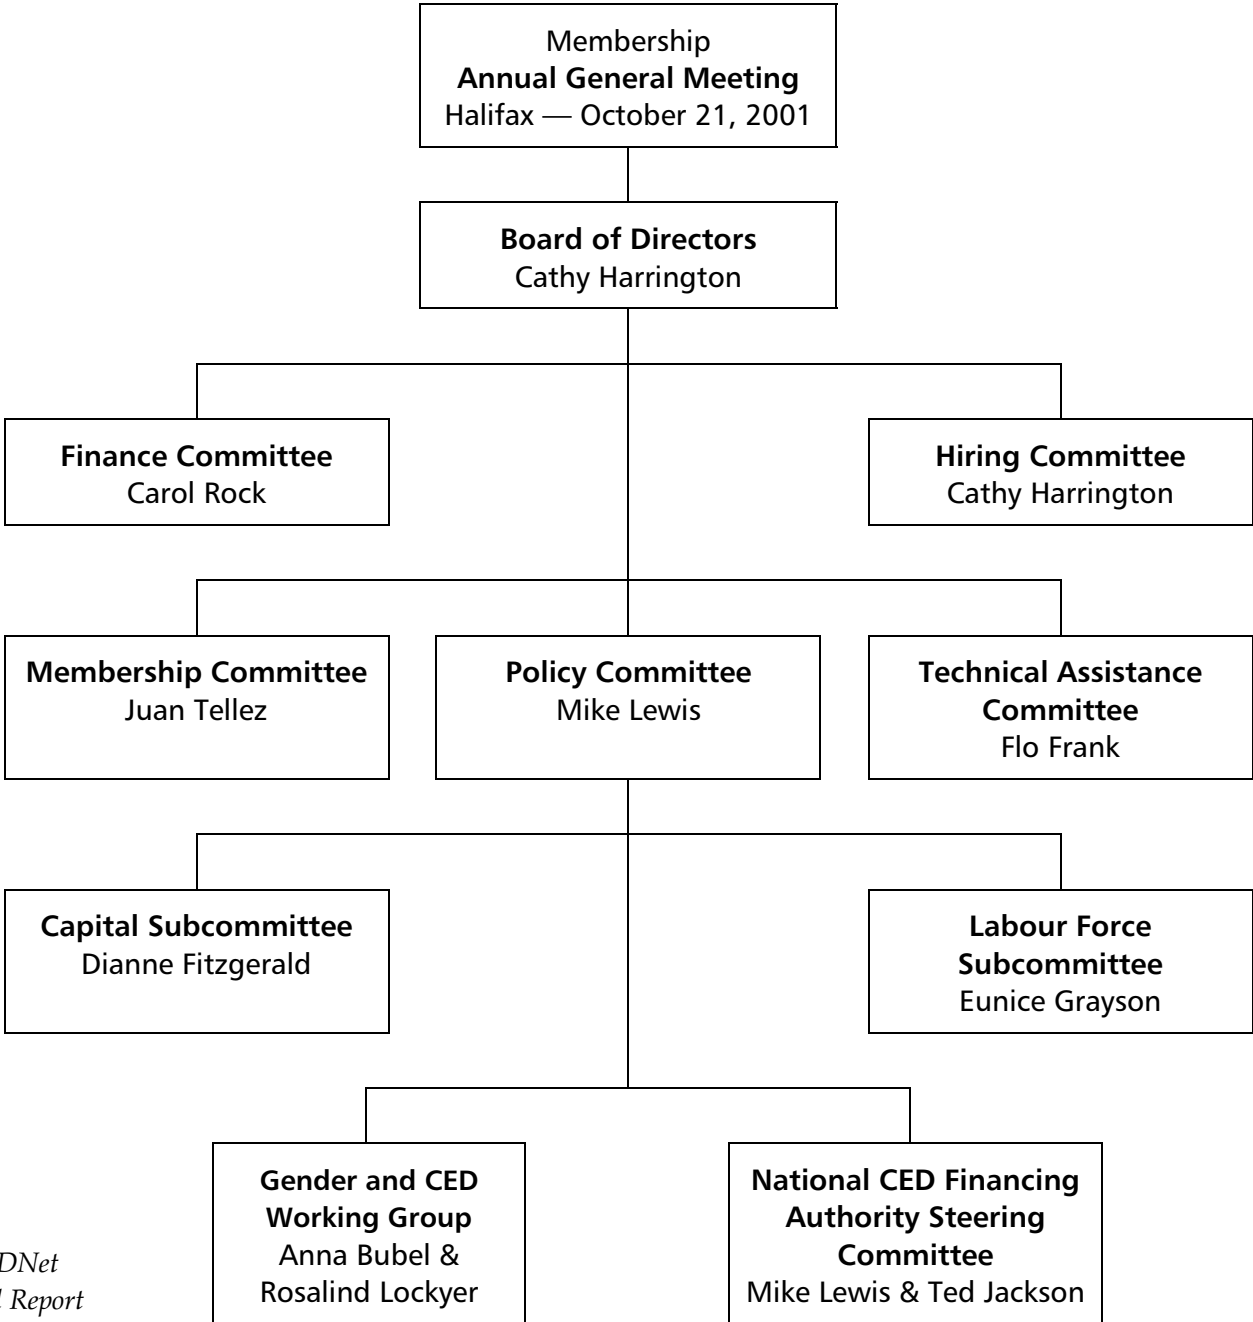 Membership
Annual General Meeting
Halifax — October 21, 2001
Board of Directors
Cathy Harrington
Finance Committee
Carol Rock
Hiring Committee
Cathy Harrington
Membership Committee
Juan Tellez
Policy Committee
Mike Lewis
Technical Assistance
Committee
Flo Frank
Capital Subcommittee
Dianne Fitzgerald
Labour Force
Subcommittee
Eunice Grayson
Gender and CED
Working Group
Anna Bubel &
Rosalind Lockyer
National CED Financing
Authority Steering
Committee
Mike Lewis & Ted Jackson
DNet
Report